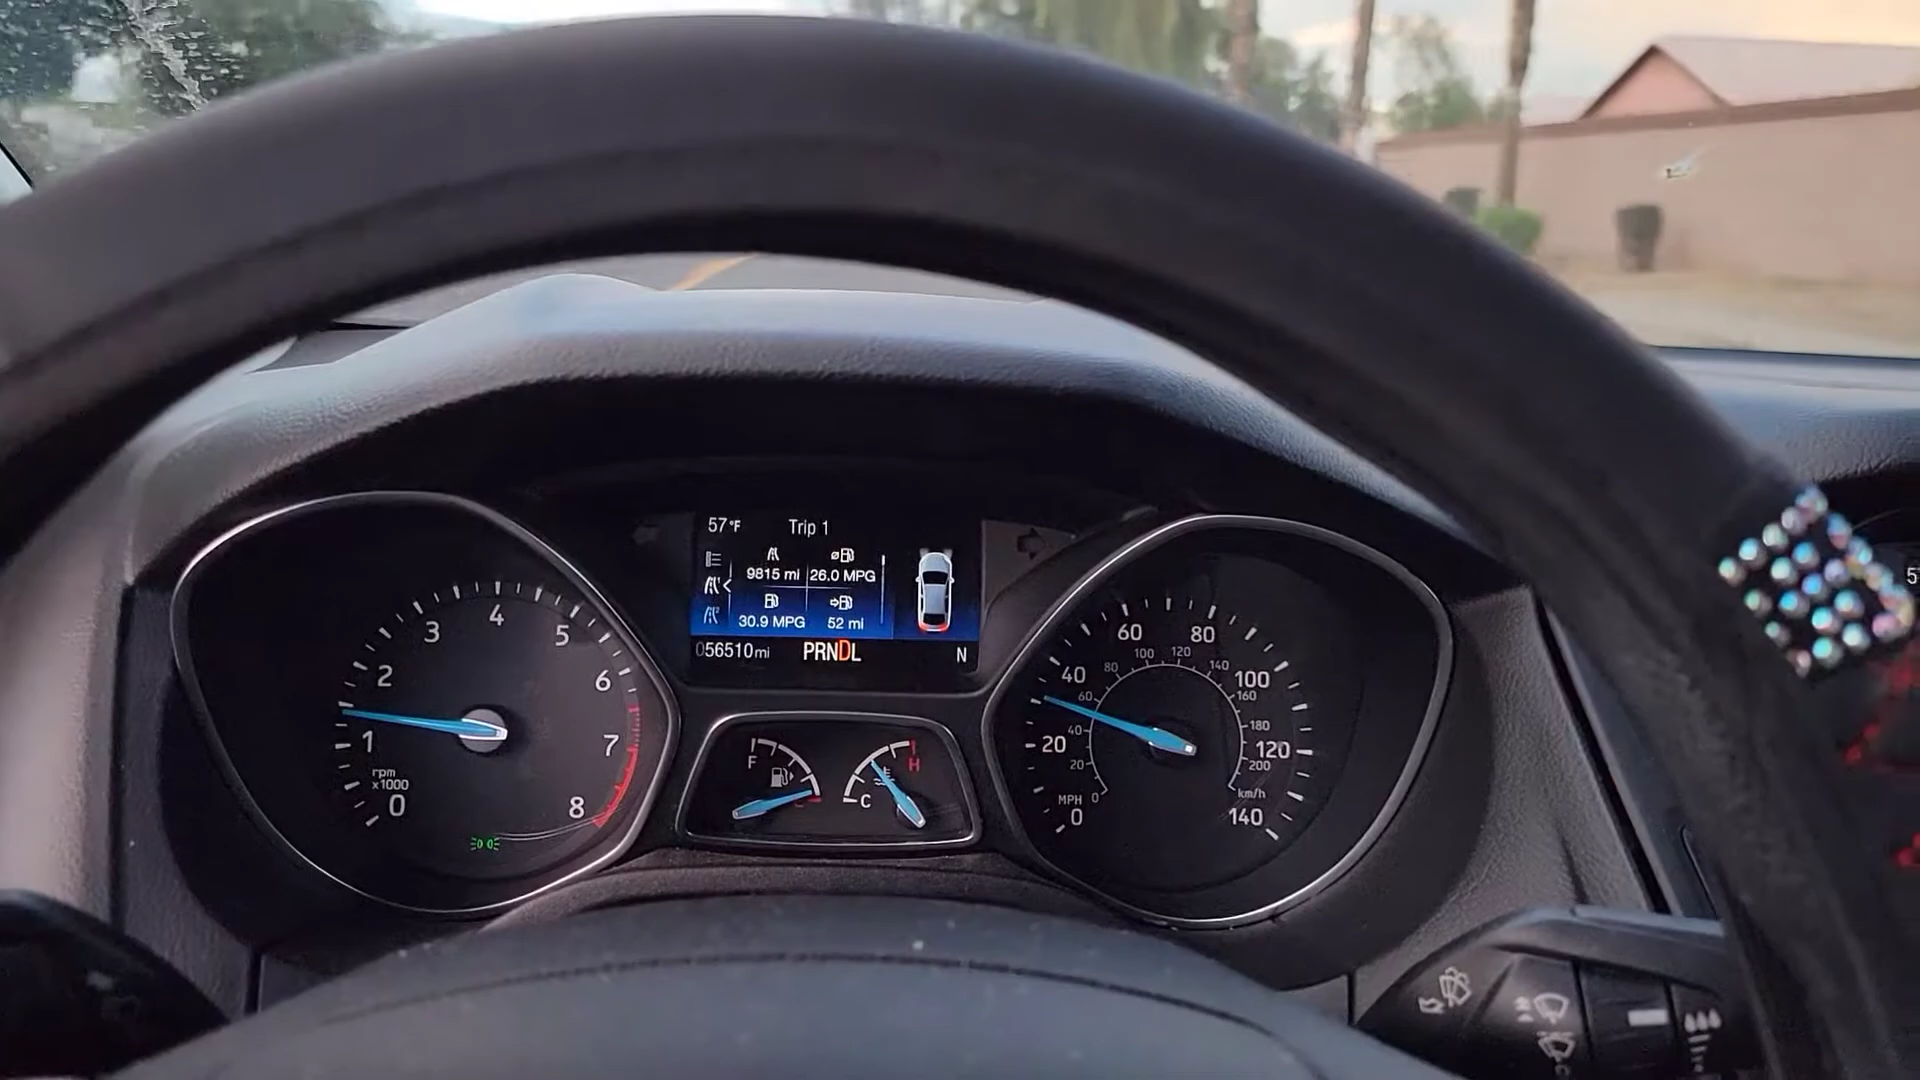 57°F Trip 1
9815 mi 26.0 MPG
30.9 MPG 52 mi
056510 mi PRNDL N
0 1 2 3 4 5 6 7 8
rpm
x1000
F
C H
0 20 40 60 80 100 120 140
MPH
0 20 40 60 80 100 120 140 160 180 200
km/h